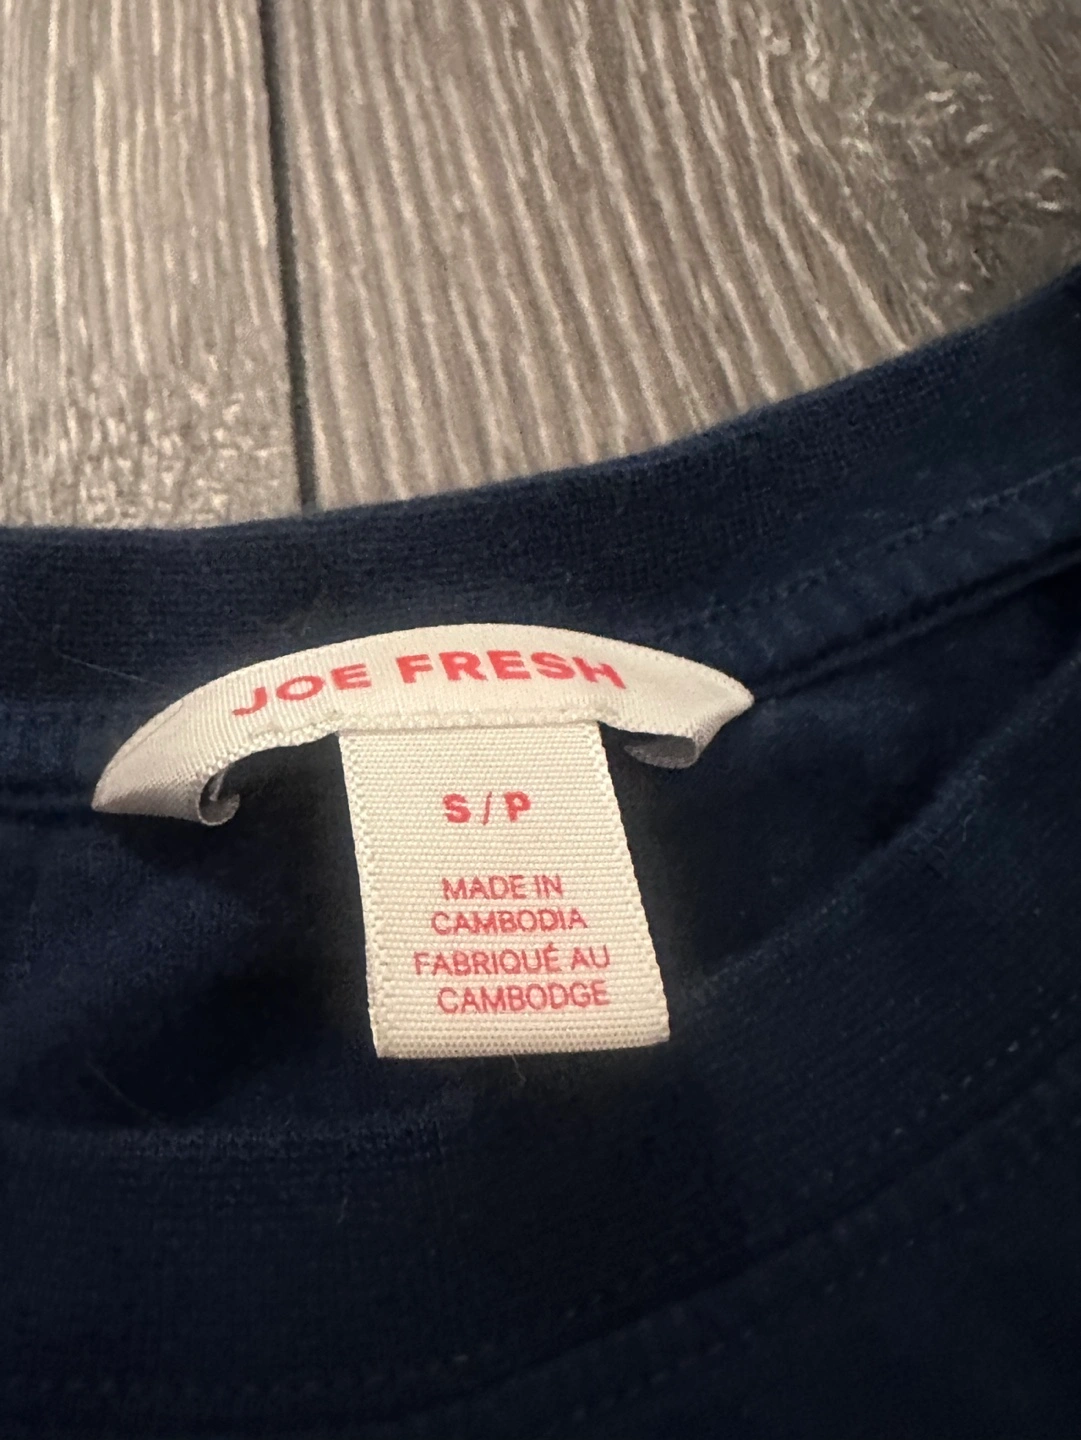 JOE FRESH
S / P
MADE IN
CAMBODIA
FABRIQUÉ AU
CAMBODGE